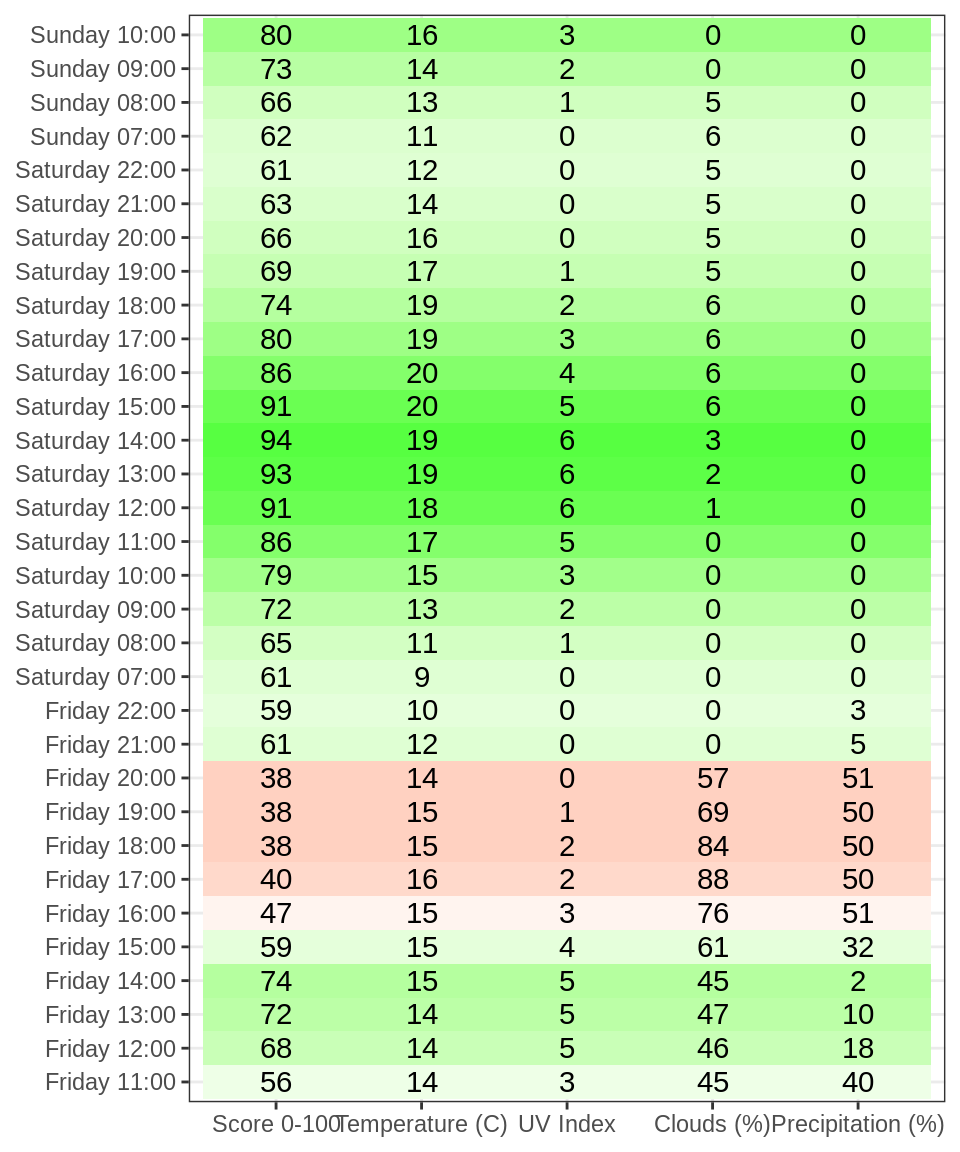 Sunday 10:00 80 16 3 0 0
Sunday 09:00 73 14 2 0 0
Sunday 08:00 66 13 1 5 0
Sunday 07:00 62 11 0 6 0
Saturday 22:00 61 12 0 5 0
Saturday 21:00 63 14 0 5 0
Saturday 20:00 66 16 0 5 0
Saturday 19:00 69 17 1 5 0
Saturday 18:00 74 19 2 6 0
Saturday 17:00 80 19 3 6 0
Saturday 16:00 86 20 4 6 0
Saturday 15:00 91 20 5 6 0
Saturday 14:00 94 19 6 3 0
Saturday 13:00 93 19 6 2 0
Saturday 12:00 91 18 6 1 0
Saturday 11:00 86 17 5 0 0
Saturday 10:00 79 15 3 0 0
Saturday 09:00 72 13 2 0 0
Saturday 08:00 65 11 1 0 0
Saturday 07:00 61 9 0 0 0
Friday 22:00 59 10 0 0 3
Friday 21:00 61 12 0 0 5
Friday 20:00 38 14 0 57 51
Friday 19:00 38 15 1 69 50
Friday 18:00 38 15 2 84 50
Friday 17:00 40 16 2 88 50
Friday 16:00 47 15 3 76 51
Friday 15:00 59 15 4 61 32
Friday 14:00 74 15 5 45 2
Friday 13:00 72 14 5 47 10
Friday 12:00 68 14 5 46 18
Friday 11:00 56 14 3 45 40
Score 0-100 Temperature (C) UV Index Clouds (%) Precipitation (%)